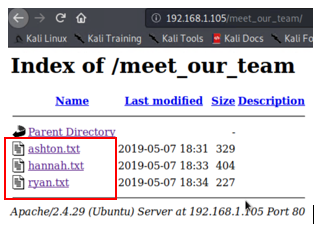 192.168.1.105/meet_our_team/
Kali Linux Kali Training Kali Tools Kali Docs Kali Fo
Index of /meet_our_team
Name Last modified Size Description
Parent Directory -
ashton.txt 2019-05-07 18:31 329
hannah.txt 2019-05-07 18:33 404
ryan.txt 2019-05-07 18:34 227
Apache/2.4.29 (Ubuntu) Server at 192.168.1.105 Port 80